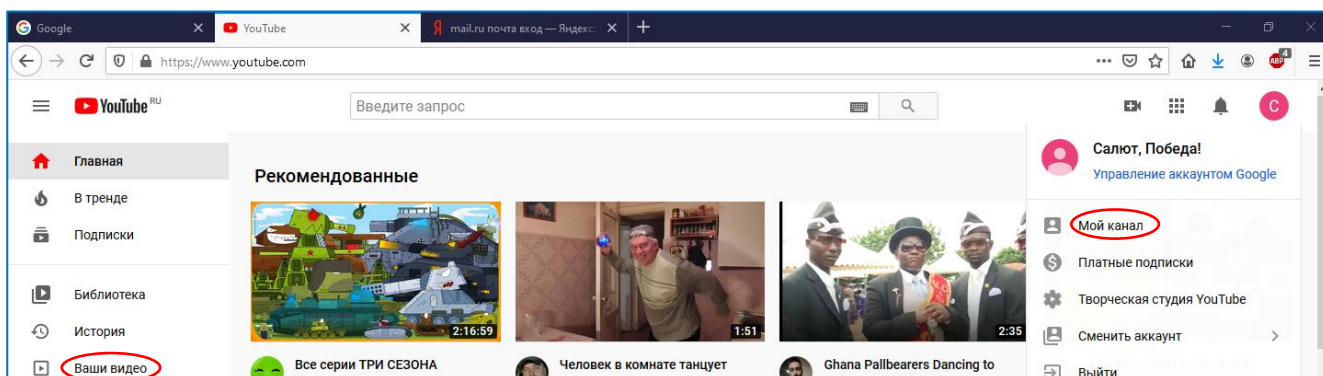 Google
YouTube
mail.ru почта вход — Яндекс:
https://www.youtube.com
4
ABP
YouTube RU
Введите запрос
C
Главная
В тренде
Подписки
Библиотека
История
Ваши видео
Рекомендованные
2:16:59
1:51
2:35
Все серии ТРИ СЕЗОНА
Человек в комнате танцует
Ghana Pallbearers Dancing to
Салют, Победа!
Управление аккаунтом Google
Мой канал
Платные подписки
Творческая студия YouTube
Сменить аккаунт
Выйти